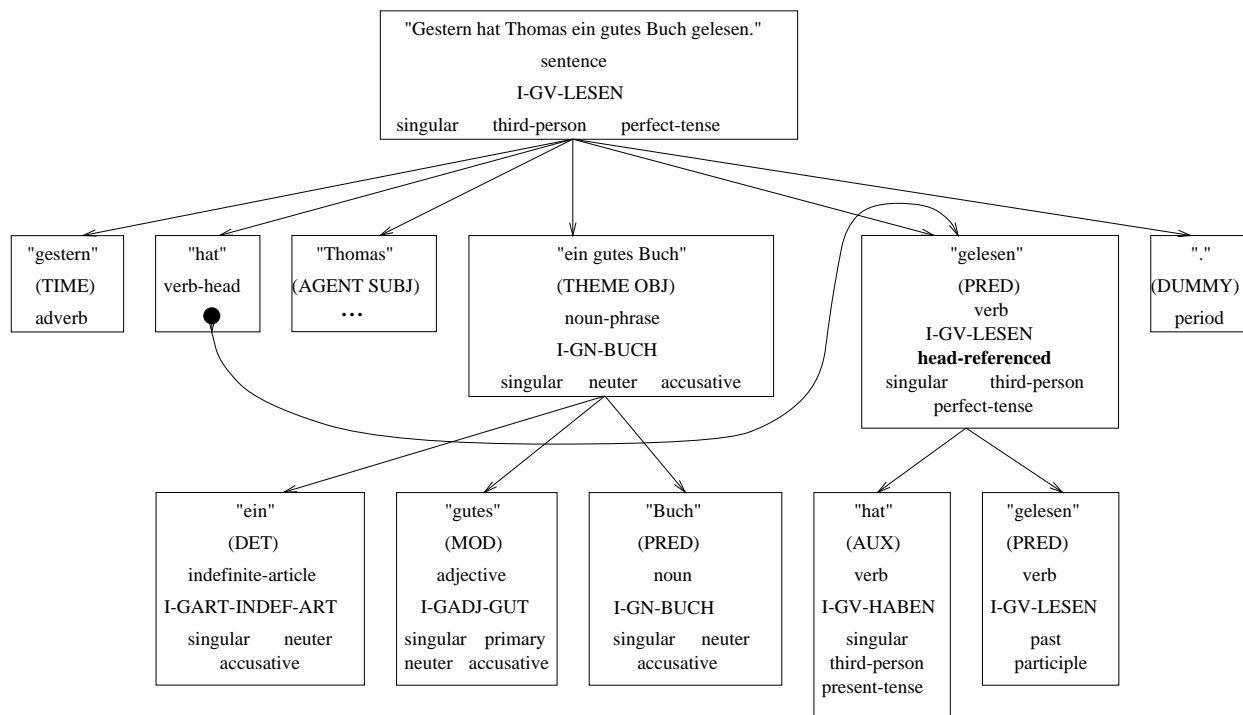 "Gestern hat Thomas ein gutes Buch gelesen."
sentence
I-GV-LESEN
singular third-person perfect-tense
"gestern"
(TIME)
adverb
"hat"
verb-head
"Thomas"
(AGENT SUBJ)
...
"ein gutes Buch"
(THEME OBJ)
noun-phrase
I-GN-BUCH
singular neuter accusative
"gelesen"
(PRED)
verb
I-GV-LESEN
head-referenced
singular third-person
perfect-tense
"."
(DUMMY)
period
"ein"
(DET)
indefinite-article
I-GART-INDEF-ART
singular neuter
accusative
"gutes"
(MOD)
adjective
I-GADJ-GUT
singular primary
neuter accusative
"Buch"
(PRED)
noun
I-GN-BUCH
singular neuter
accusative
"hat"
(AUX)
verb
I-GV-HABEN
singular
third-person
present-tense
"gelesen"
(PRED)
verb
I-GV-LESEN
past
participle